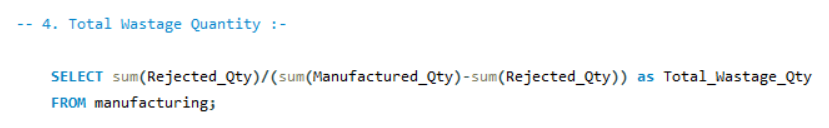 -- 4. Total Wastage Quantity :-
SELECT sum(Rejected_Qty)/(sum(Manufactured_Qty)-sum(Rejected_Qty)) as Total_Wastage_Qty
FROM manufacturing;